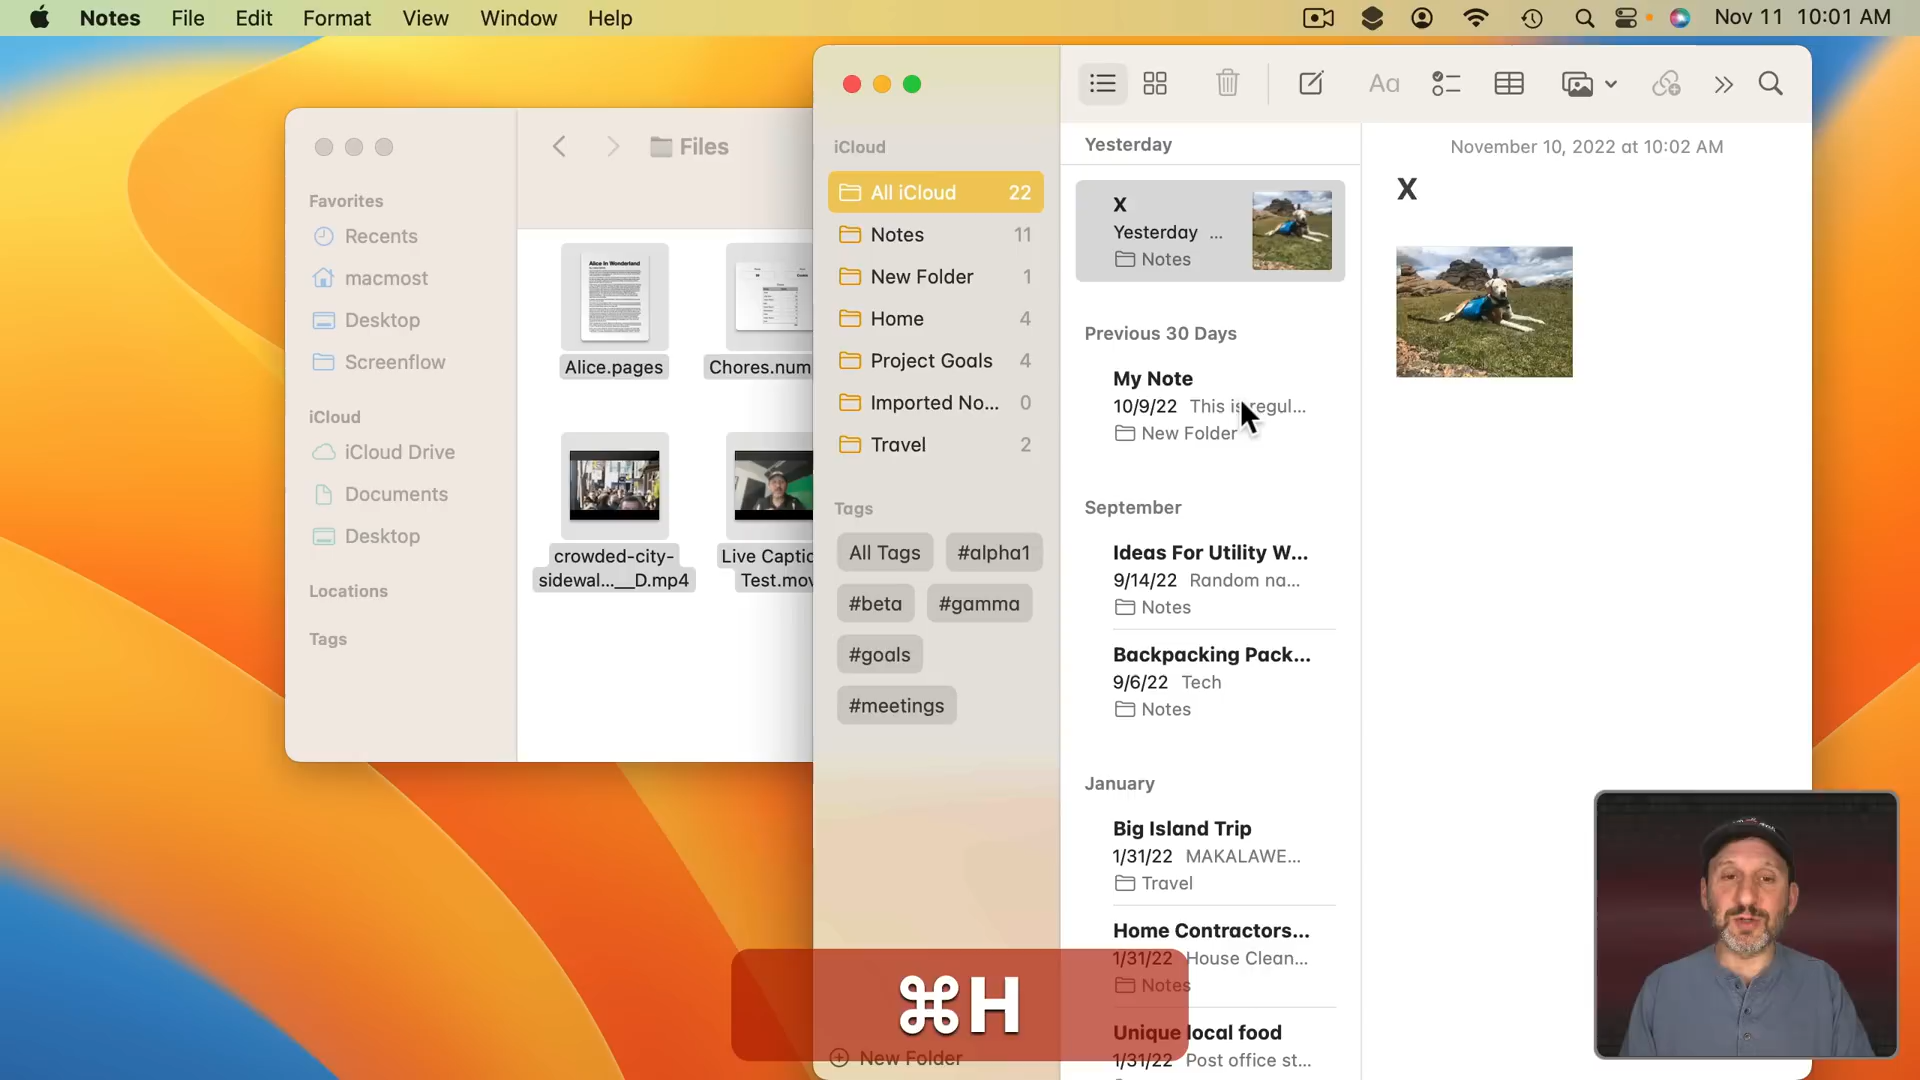 Notes File Edit Format View Window Help
Nov 11 10:01 AM
Files
Favorites
Recents
macmost
Desktop
Screenflow
iCloud
iCloud Drive
Documents
Desktop
Locations
Tags
Alice in Wonderland
Alice.pages
Chores.num
crowded-city-
sidewal...__D.mp4
Live Captio
Test.mov
iCloud
All iCloud 22
Notes 11
New Folder 1
Home 4
Project Goals 4
Imported No... 0
Travel 2
Tags
All Tags #alpha1
#beta #gamma
#goals
#meetings
New Folder
Aa
Yesterday
X
Yesterday ...
Notes
Previous 30 Days
My Note
10/9/22 This is regul...
New Folder
September
Ideas For Utility W...
9/14/22 Random na...
Notes
Backpacking Pack...
9/6/22 Tech
Notes
January
Big Island Trip
1/31/22 MAKALAWE...
Travel
Home Contractors...
1/31/22 House Clean...
Notes
Unique local food
1/31/22 Post office st...
November 10, 2022 at 10:02 AM
X
⌘H